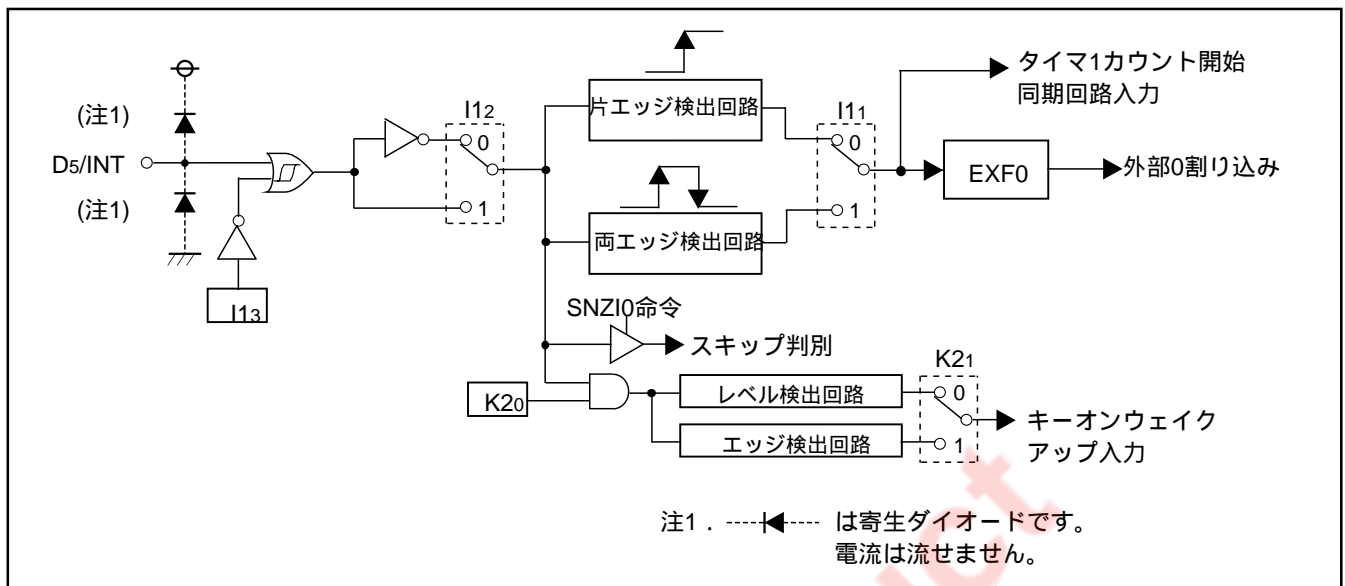 (注1)
D5/INT
(注1)
I13
I12
0
1
片エッジ検出回路
両エッジ検出回路
I11
0
1
タイマ1カウント開始
同期回路入力
EXF0
外部0割り込み
SNZI0命令
スキップ判別
K20
レベル検出回路
エッジ検出回路
K21
0
1
キーオンウェイク
アップ入力
注1．は寄生ダイオードです。
電流は流せません。